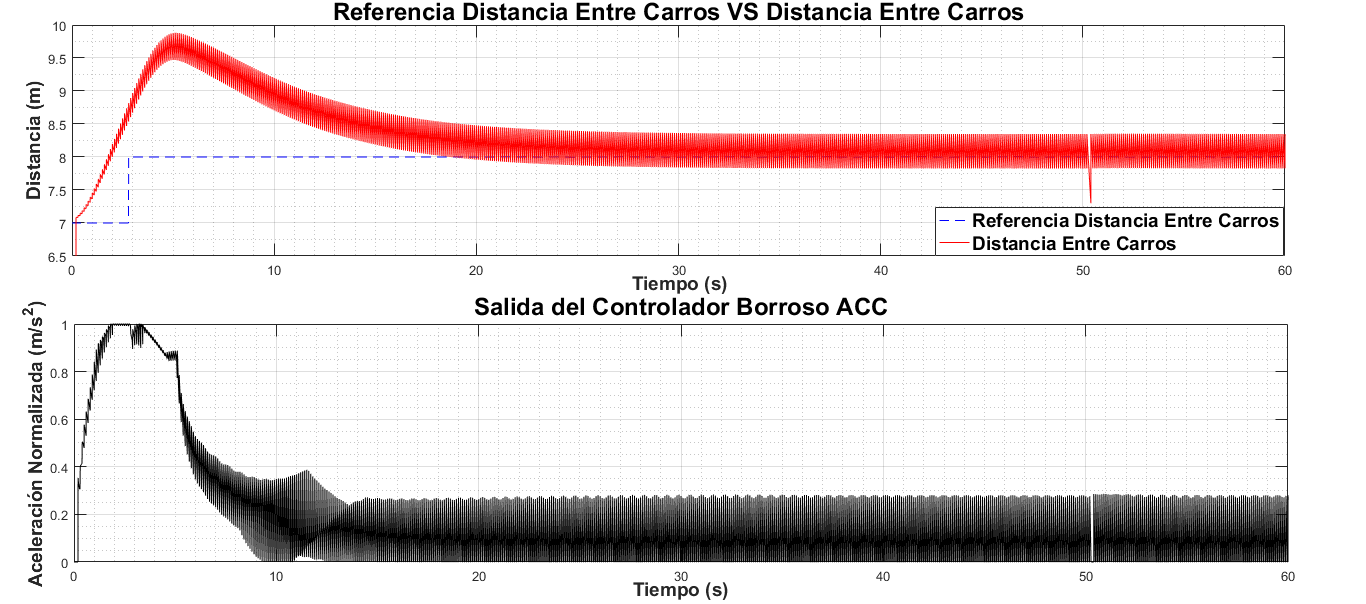 Referencia Distancia Entre Carros VS Distancia Entre Carros
Distancia (m)
10
9.5
9
8.5
8
7.5
7
6.5
0 10 20 30 40 50 60
Tiempo (s)
Referencia Distancia Entre Carros
Distancia Entre Carros
Salida del Controlador Borroso ACC
Aceleración Normalizada (m/s²)
1
0.8
0.6
0.4
0.2
0
0 10 20 30 40 50 60
Tiempo (s)